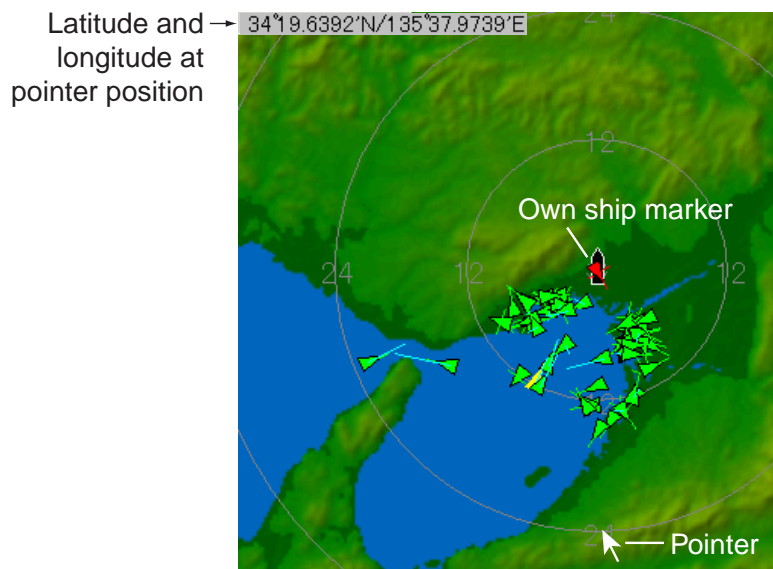 Latitude and
longitude at
pointer position
34°19.6392’N/135°37.9739’E
24
12
Own ship marker
24
12
12
12
24
Pointer